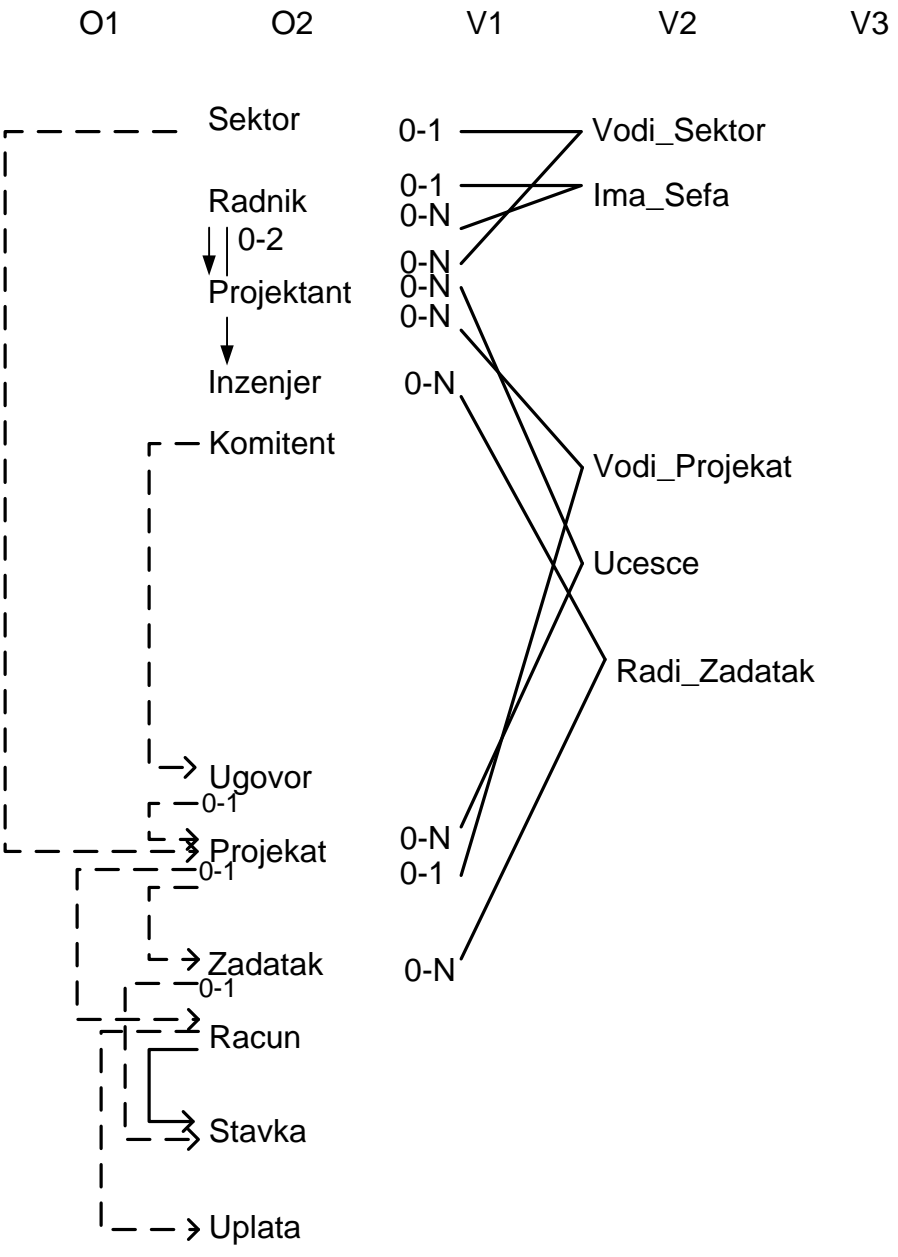 O1 O2 V1 V2 V3
Sektor 0-1 Vodi_Sektor
0-1 Ima_Sefa
Radnik 0-N
0-2
0-N
Projektant 0-N
0-N
Inzenjer 0-N
Komitent
Vodi_Projekat
Ucesce
Radi_Zadatak
Ugovor
0-1
Projekat 0-N
0-1 0-1
Zadatak 0-N
0-1
Racun
Stavka
Uplata